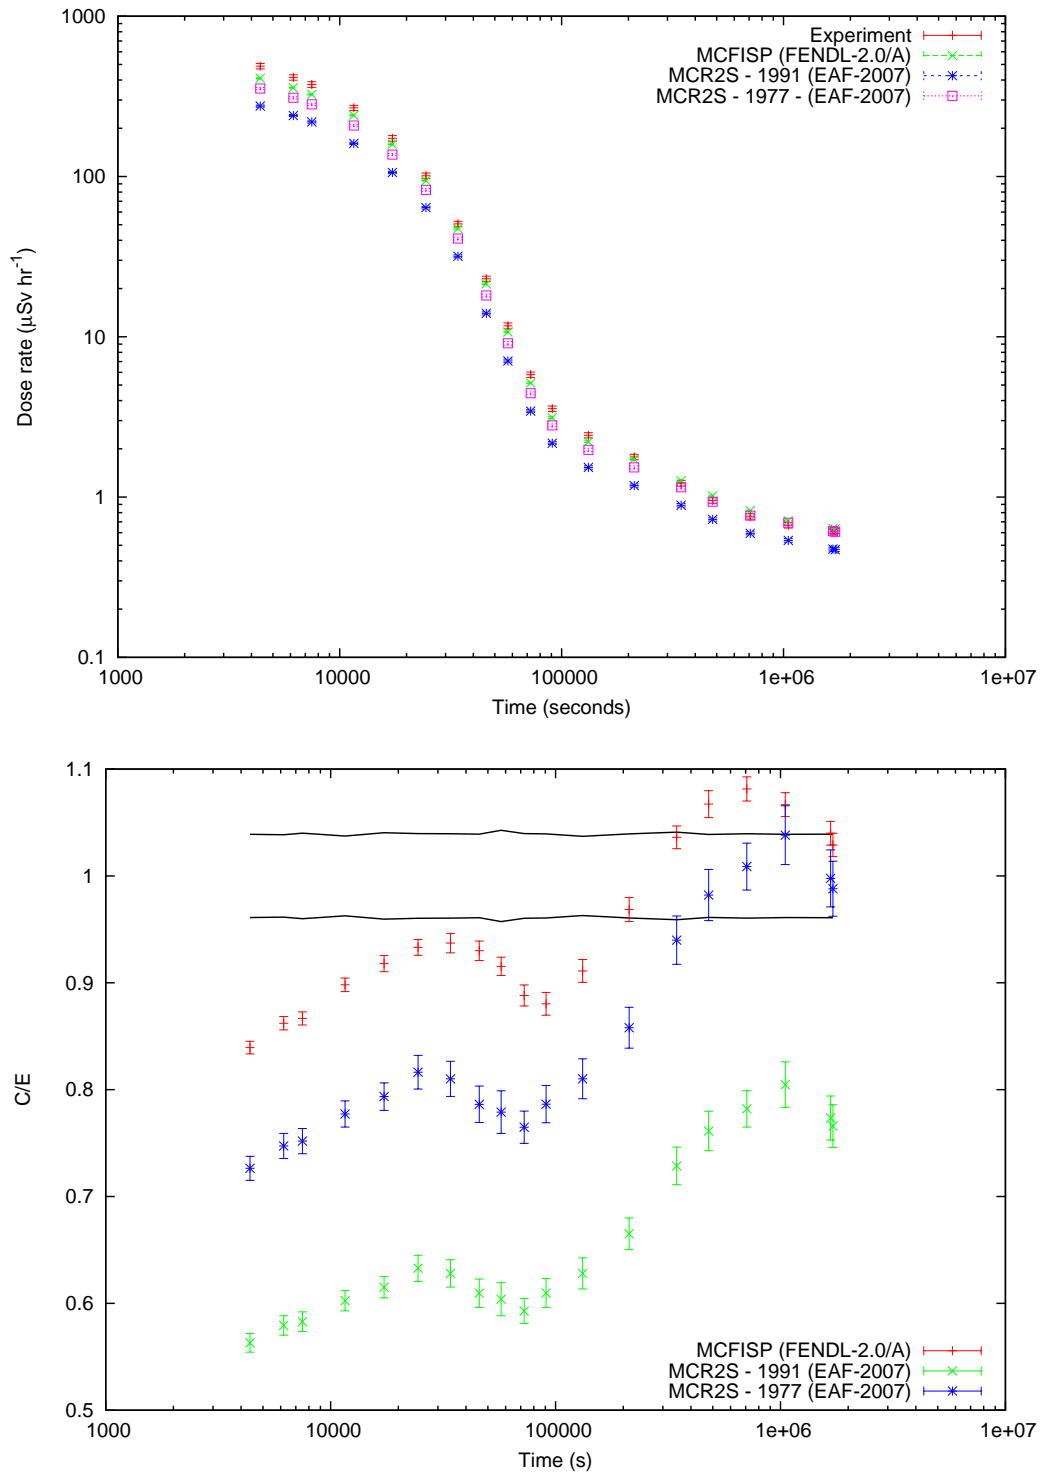 1000
100
10
1
0.1
Dose rate (μSv hr-1)
Experiment
MCFISP (FENDL-2.0/A)
MCR2S - 1991 (EAF-2007)
MCR2S - 1977 - (EAF-2007)
1000 10000 100000 1e+06 1e+07
Time (seconds)
1.1
1
0.9
0.8
0.7
0.6
0.5
C/E
MCFISP (FENDL-2.0/A)
MCR2S - 1991 (EAF-2007)
MCR2S - 1977 (EAF-2007)
1000 10000 100000 1e+06 1e+07
Time (s)